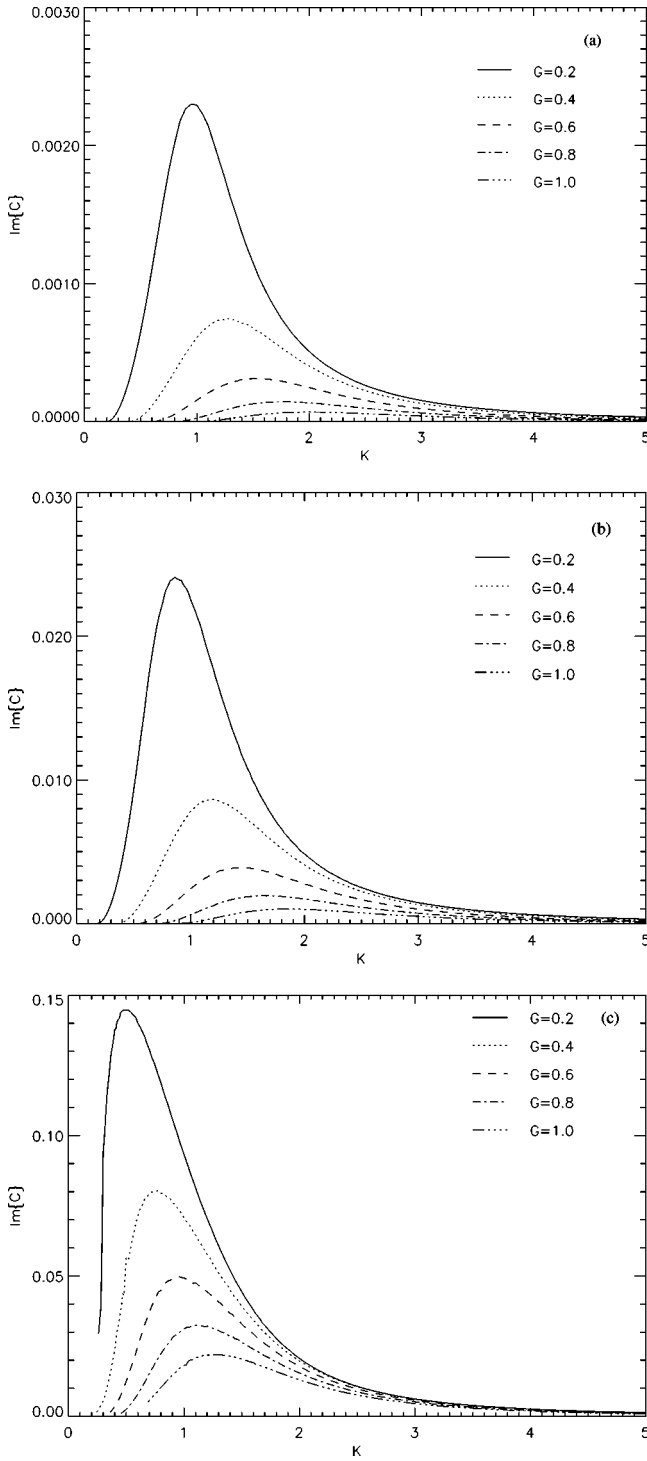 0.0030
(a)
G=0.2
G=0.4
G=0.6
G=0.8
G=1.0
0.0020
Im{C}
0.0010
0.0000
0 1 2 3 4 5
K
0.030
(b)
G=0.2
G=0.4
G=0.6
G=0.8
G=1.0
0.020
Im{C}
0.010
0.000
0 1 2 3 4 5
K
0.15
(c)
G=0.2
G=0.4
G=0.6
G=0.8
G=1.0
0.10
Im{C}
0.05
0.00
0 1 2 3 4 5
K